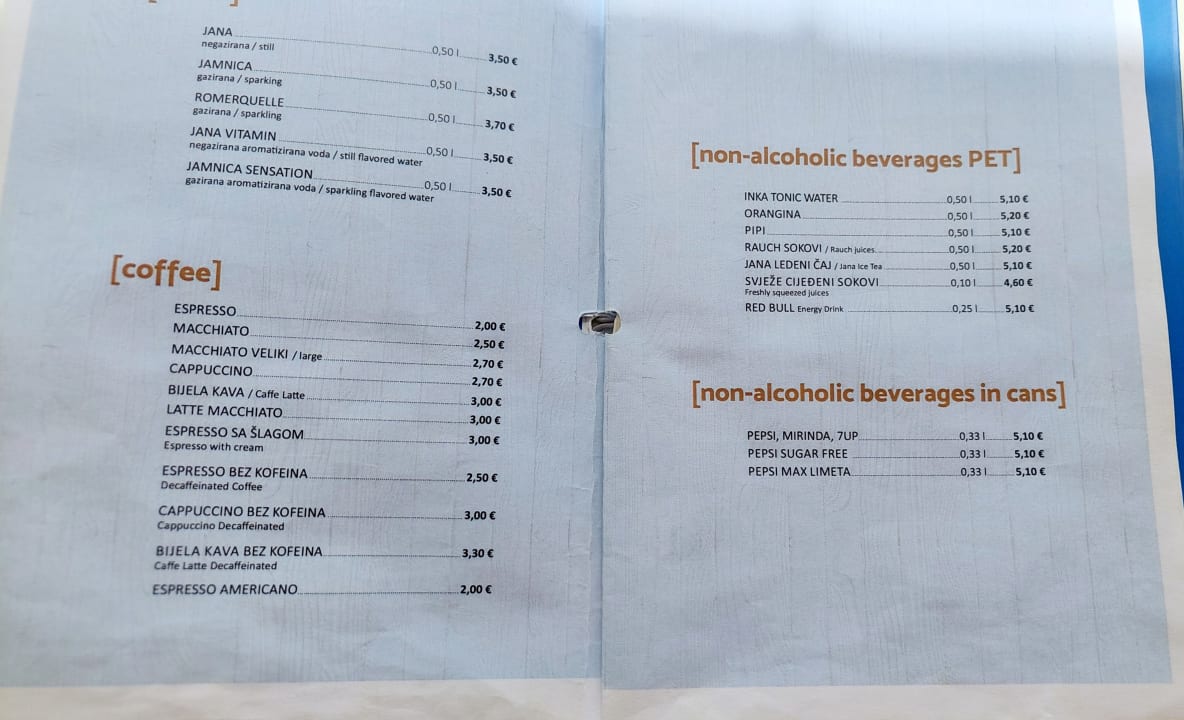 JANA 0,50 l 3,50 €
negazirana / still
JAMNICA 0,50 l 3,50 €
gazirana / sparking
ROMERQUELLE 0,50 l 3,70 €
gazirana / sparkling
JANA VITAMIN 0,50 l 3,50 €
negazirana aromatizirana voda / still flavored water
JAMNICA SENSATION 0,50 l 3,50 €
gazirana aromatizirana voda / sparkling flavored water
[coffee]
ESPRESSO 2,00 €
MACCHIATO 2,50 €
MACCHIATO VELIKI / large 2,70 €
CAPPUCCINO 2,70 €
BIJELA KAVA / Caffe Latte 3,00 €
LATTE MACCHIATO 3,00 €
ESPRESSO SA ŠLAGOM 3,00 €
Espresso with cream
ESPRESSO BEZ KOFEINA 2,50 €
Decaffeinated Coffee
CAPPUCCINO BEZ KOFEINA 3,00 €
Cappuccino Decaffeinated
BIJELA KAVA BEZ KOFEINA 3,30 €
Caffe Latte Decaffeinated
ESPRESSO AMERICANO 2,00 €
[non-alcoholic beverages PET]
INKA TONIC WATER 0,50 l 5,10 €
ORANGINA 0,50 l 5,20 €
PIPI 0,50 l 5,10 €
RAUCH SOKOVI / Rauch juices 0,50 l 5,20 €
JANA LEDENI ČAJ / Jana Ice Tea 0,50 l 5,10 €
SVJEŽE CIJEĐENI SOKOVI 0,10 l 4,60 €
Freshly squeezed juices
RED BULL Energy Drink 0,25 l 5,10 €
[non-alcoholic beverages in cans]
PEPSI, MIRINDA, 7UP 0,33 l 5,10 €
PEPSI SUGAR FREE 0,33 l 5,10 €
PEPSI MAX LIMETA 0,33 l 5,10 €